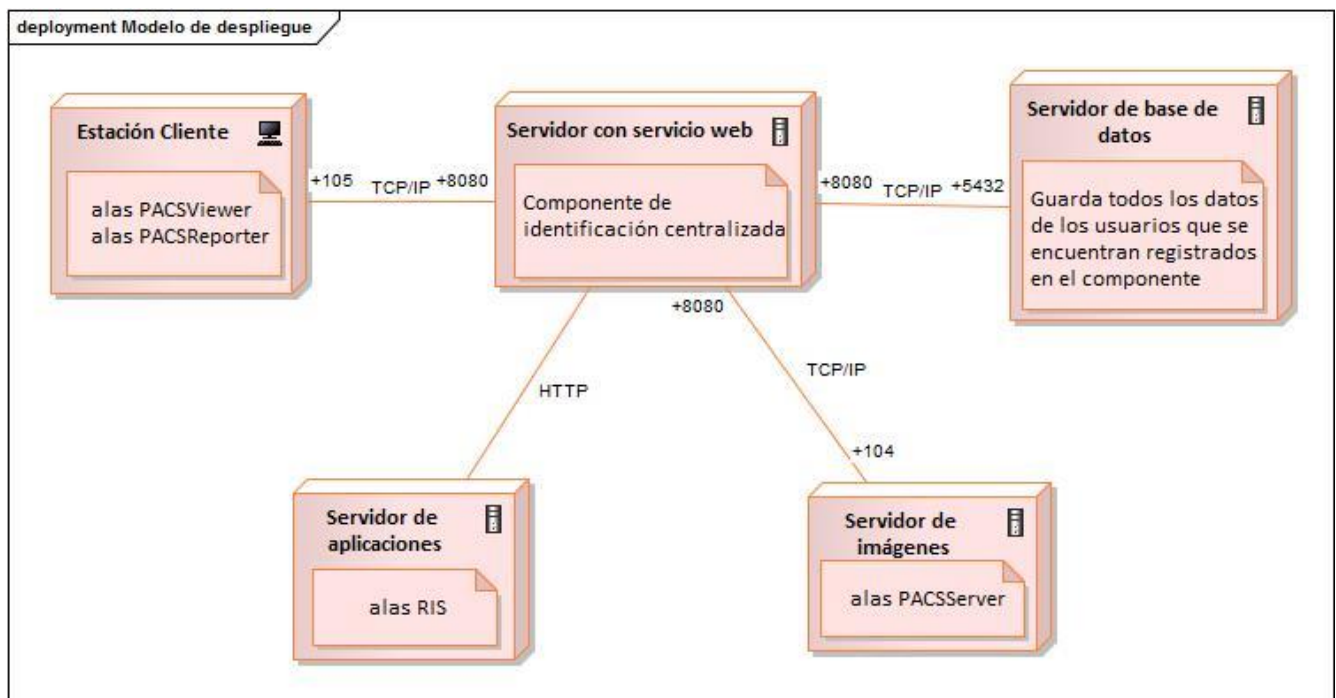 deployment Modelo de despliegue
Estación Cliente
alas PACSViewer
alas PACSReporter
+105
TCP/IP
+8080
Servidor con servicio web
Componente de
identificación centralizada
+8080
TCP/IP
+5432
Servidor de base de
datos
Guarda todos los datos
de los usuarios que se
encuentran registrados
en el componente
+8080
HTTP
TCP/IP
+104
Servidor de
aplicaciones
alas RIS
Servidor de
imágenes
alas PACSServer